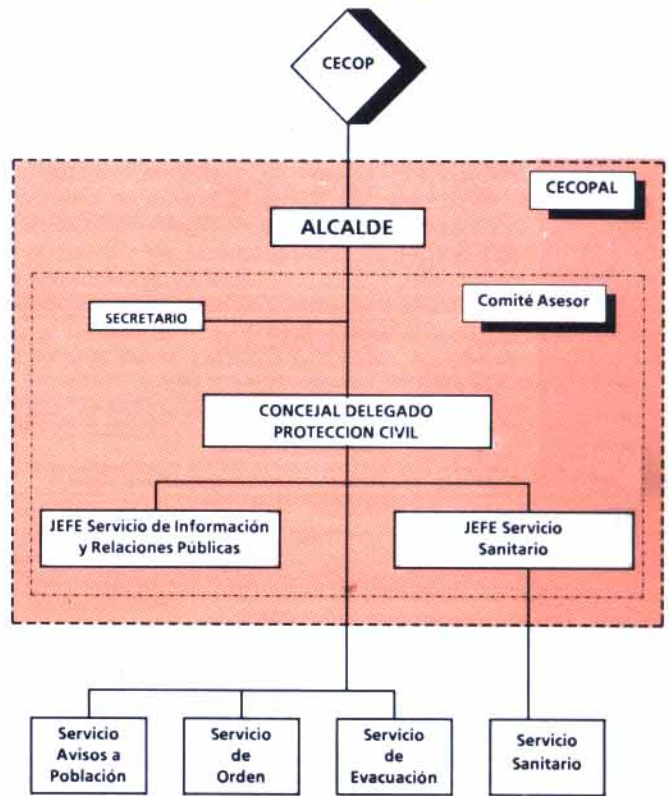 CECOP
CECOPAL
ALCALDE
Comité Asesor
SECRETARIO
CONCEJAL DELEGADO
PROTECCION CIVIL
JEFE Servicio de Información
y Relaciones Públicas
JEFE Servicio
Sanitario
Servicio
Avisos a
Población
Servicio
de
Orden
Servicio
de
Evacuación
Servicio
Sanitario